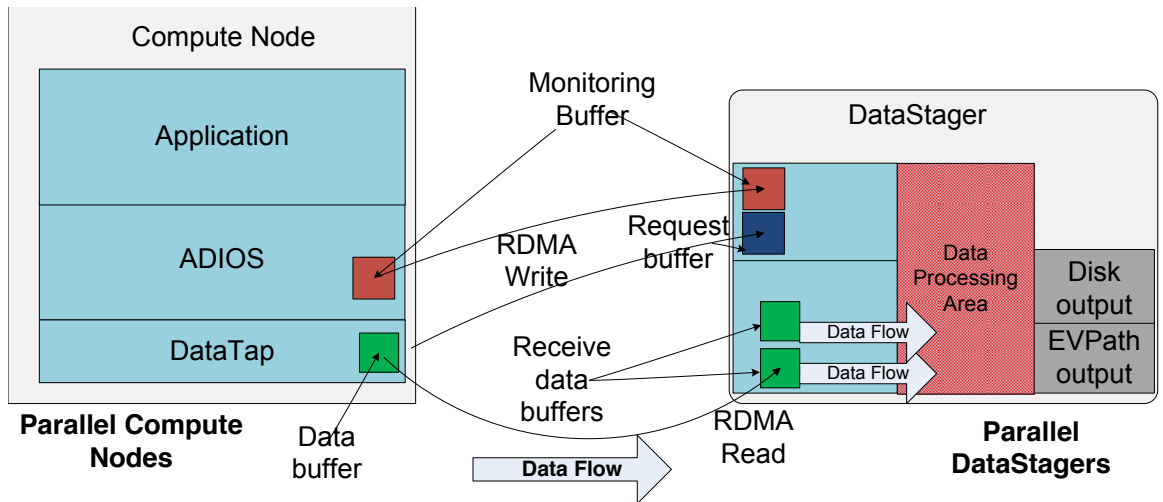 Compute Node
Application
ADIOS
DataTap
Parallel Compute
Nodes
Data
buffer
Monitoring
Buffer
RDMA
Write
Request
buffer
Receive
data
buffers
RDMA
Read
Data Flow
DataStager
Data
Processing
Area
Data Flow
Data Flow
Disk
output
EVPath
output
Parallel
DataStagers